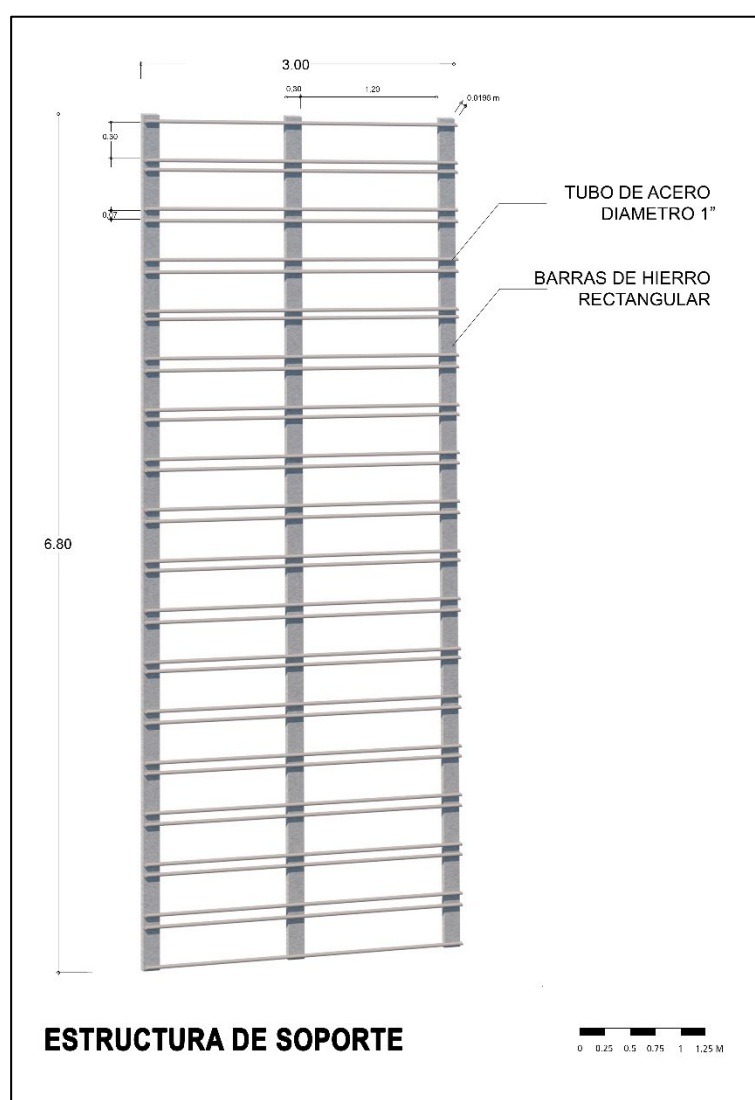 3.00
0,30
1,20
0,0196 m
0,30
0,07
TUBO DE ACERO
DIAMETRO 1”
BARRAS DE HIERRO
RECTANGULAR
6.80
ESTRUCTURA DE SOPORTE
0 0.25 0.5 0.75 1 1.25 M